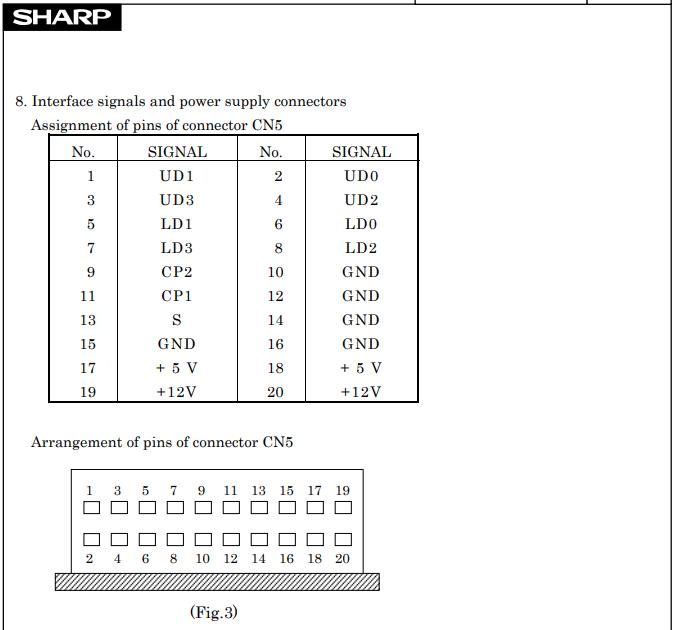 SHARP
8. Interface signals and power supply connectors
Assignment of pins of connector CN5
No. SIGNAL No. SIGNAL
1 UD1 2 UD0
3 UD3 4 UD2
5 LD1 6 LD0
7 LD3 8 LD2
9 CP2 10 GND
11 CP1 12 GND
13 S 14 GND
15 GND 16 GND
17 + 5 V 18 + 5 V
19 +12V 20 +12V
Arrangement of pins of connector CN5
1 3 5 7 9 11 13 15 17 19
2 4 6 8 10 12 14 16 18 20
(Fig.3)